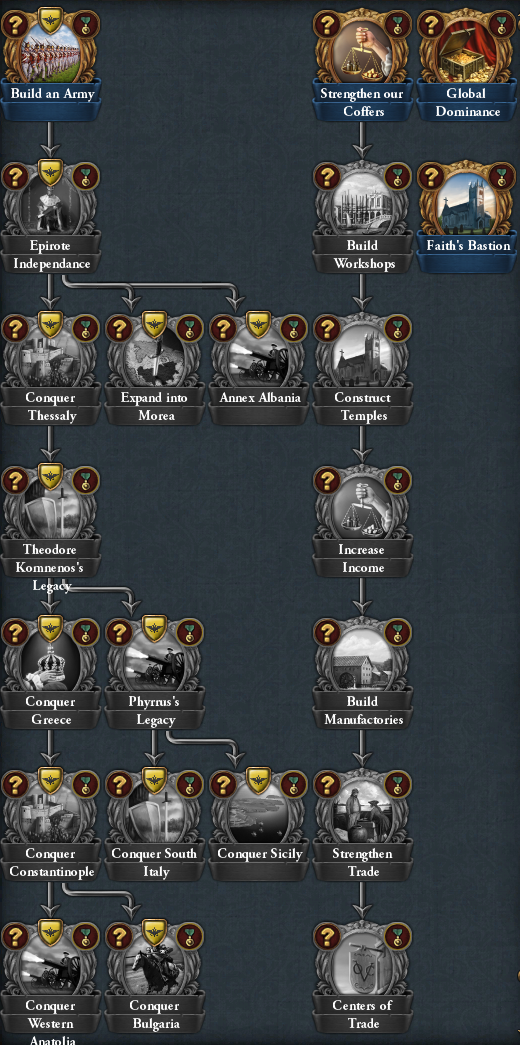 Build an Army
Strengthen our
Coffers
Global
Dominance
Epirote
Independance
Build
Workshops
Faith's Bastion
Conquer
Thessaly
Expand into
Morea
Annex Albania
Construct
Temples
Theodore
Komnenos's
Legacy
Increase
Income
Conquer
Greece
Phyrrus's
Legacy
Build
Manufactories
Conquer
Constantinople
Conquer South
Italy
Conquer Sicily
Strengthen
Trade
Conquer
Western
Anatolia
Conquer
Bulgaria
Centers of
Trade